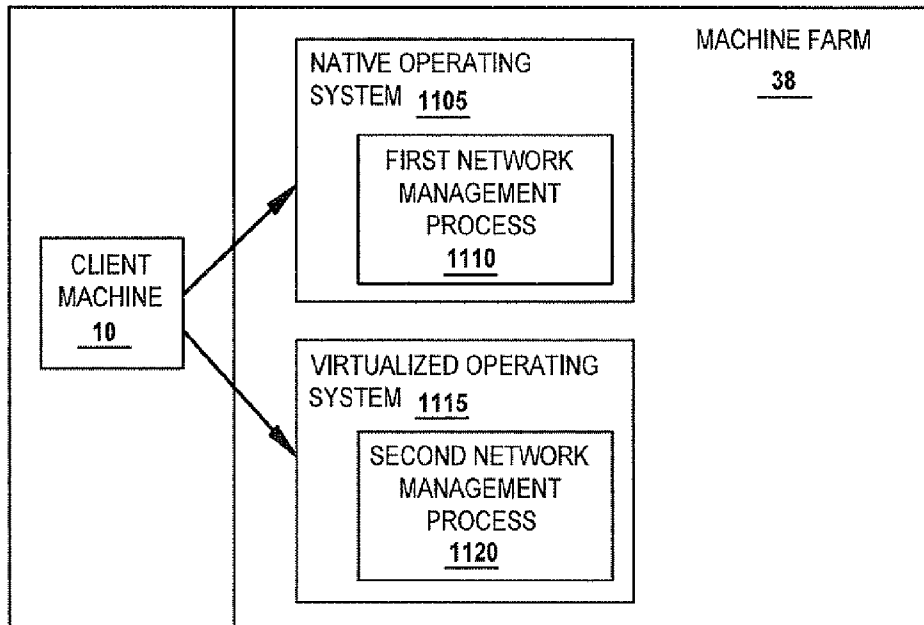 MACHINE FARM
38
NATIVE OPERATING
SYSTEM 1105
FIRST NETWORK
MANAGEMENT
PROCESS
1110
CLIENT
MACHINE
10
VIRTUALIZED OPERATING
SYSTEM 1115
SECOND NETWORK
MANAGEMENT
PROCESS
1120